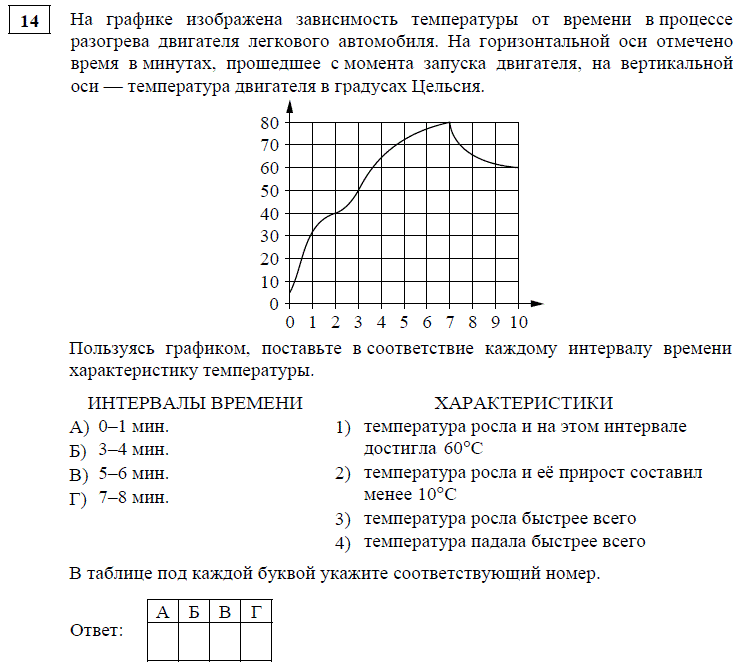 14
На графике изображена зависимость температуры от времени в процессе
разогрева двигателя легкового автомобиля. На горизонтальной оси отмечено
время в минутах, прошедшее с момента запуска двигателя, на вертикальной
оси — температура двигателя в градусах Цельсия.
80
70
60
50
40
30
20
10
0
0 1 2 3 4 5 6 7 8 9 10
Пользуясь графиком, поставьте в соответствие каждому интервалу времени
характеристику температуры.
ИНТЕРВАЛЫ ВРЕМЕНИ
А) 0–1 мин.
Б) 3–4 мин.
В) 5–6 мин.
Г) 7–8 мин.
ХАРАКТЕРИСТИКИ
1) температура росла и на этом интервале
достигла 60°С
2) температура росла и её прирост составил
менее 10°С
3) температура росла быстрее всего
4) температура падала быстрее всего
В таблице под каждой буквой укажите соответствующий номер.
Ответ:
А Б В Г